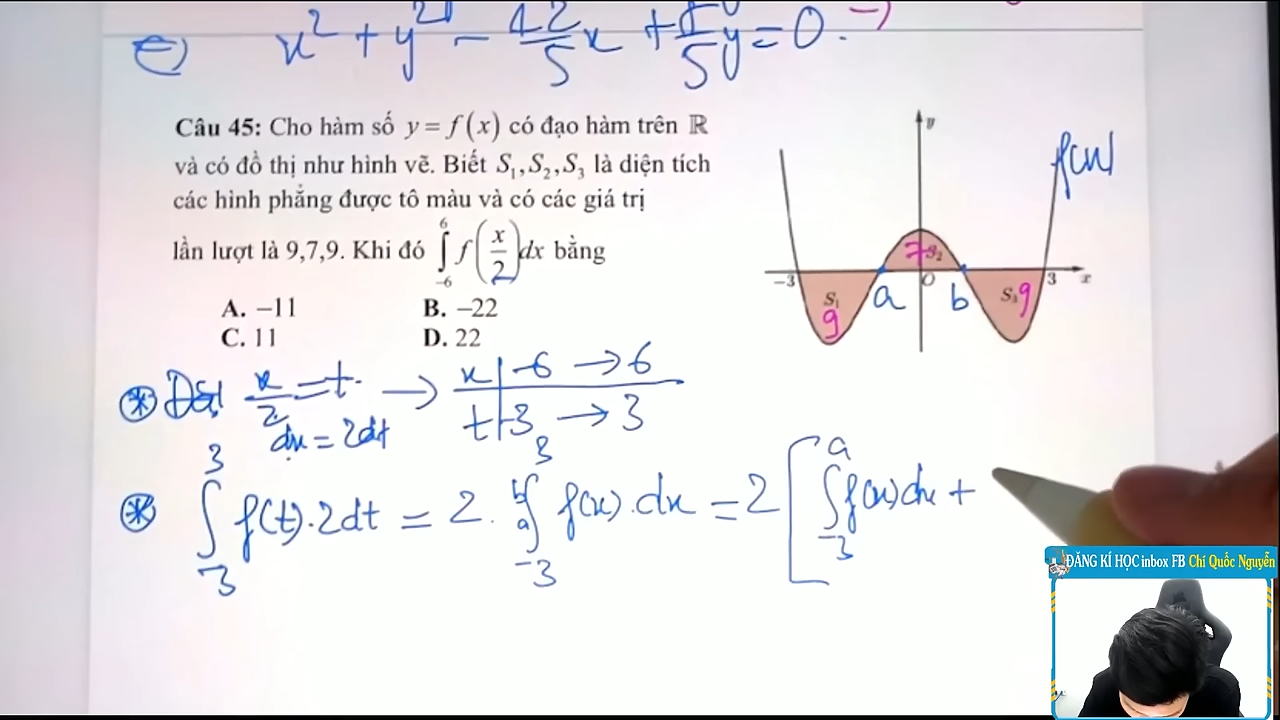 e) x² + y² - 42/5 x + /5 y = 0.
Câu 45: Cho hàm số y = f(x) có đạo hàm trên ℝ
và có đồ thị như hình vẽ. Biết S₁, S₂, S₃ là diện tích
các hình phẳng được tô màu và có các giá trị
lần lượt là 9,7,9. Khi đó ∫₋₆⁶ f(x/2)dx bằng
A. −11 B. −22
C. 11 D. 22
y
f(x)
7 S₂
−3 a O b 3 x
S₁ 9 S₃ 9
* Đặt x/2 = t. → x | -6 → 6
dx = 2dt t | -3 → 3
* ∫₋₃³ f(t).2dt = 2. ∫₋₃³ a b f(x).dx = 2 [ ∫₋₃ᵃ f(x)dx +
ĐĂNG KÍ HỌC inbox FB Chí Quốc Nguyễn